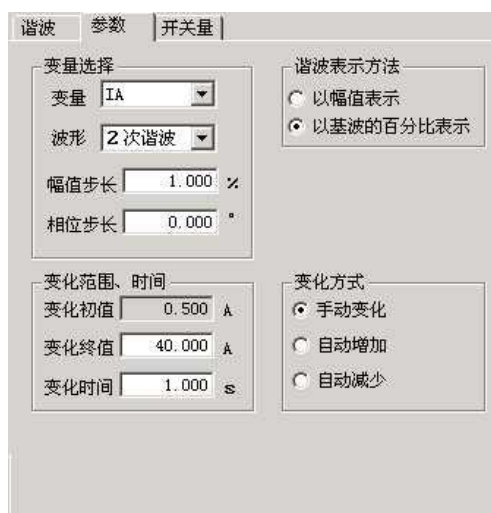 谐波 参数 开关量
变量选择
变量 IA
波形 2次谐波
幅值步长 1.000 %
相位步长 0.000 °
谐波表示方法
以幅值表示
以基波的百分比表示
变化范围、时间
变化初值 0.500 A
变化终值 40.000 A
变化时间 1.000 s
变化方式
手动变化
自动增加
自动减少